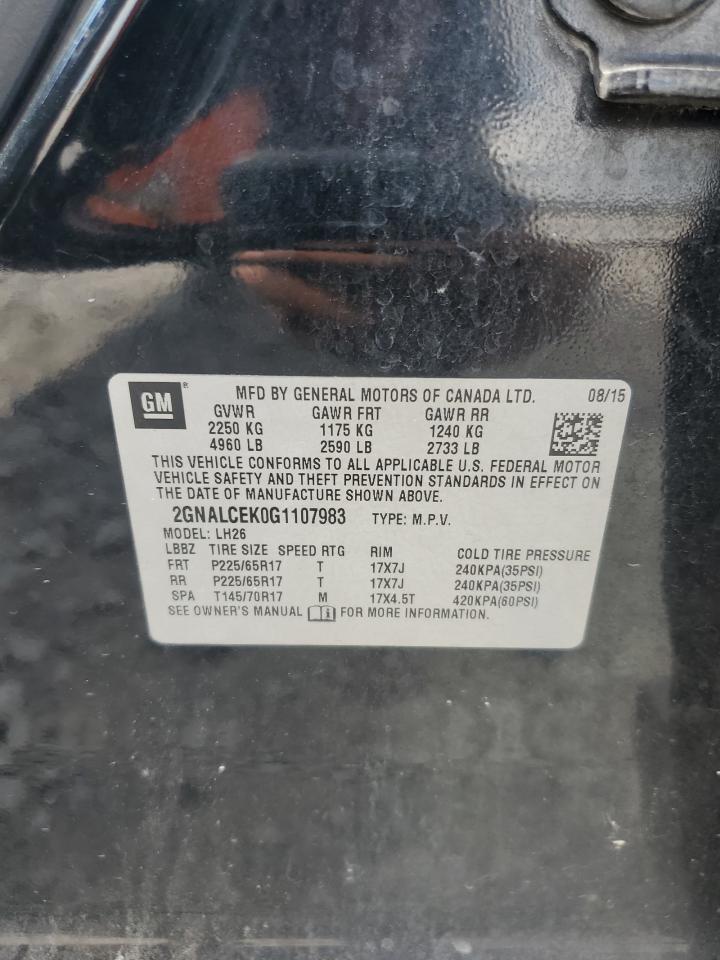 GM ® MFD BY GENERAL MOTORS OF CANADA LTD. 08/15
GVWR GAWR FRT GAWR RR
2250 KG 1175 KG 1240 KG
4960 LB 2590 LB 2733 LB
THIS VEHICLE CONFORMS TO ALL APPLICABLE U.S. FEDERAL MOTOR
VEHICLE SAFETY AND THEFT PREVENTION STANDARDS IN EFFECT ON
THE DATE OF MANUFACTURE SHOWN ABOVE.
2GNALCEK0G1107983 TYPE: M.P.V.
MODEL: LH26
LBBZ TIRE SIZE SPEED RTG RIM COLD TIRE PRESSURE
FRT P225/65R17 T 17X7J 240KPA(35PSI)
RR P225/65R17 T 17X7J 240KPA(35PSI)
SPA T145/70R17 M 17X4.5T 420KPA(60PSI)
SEE OWNER'S MANUAL i FOR MORE INFORMATION.